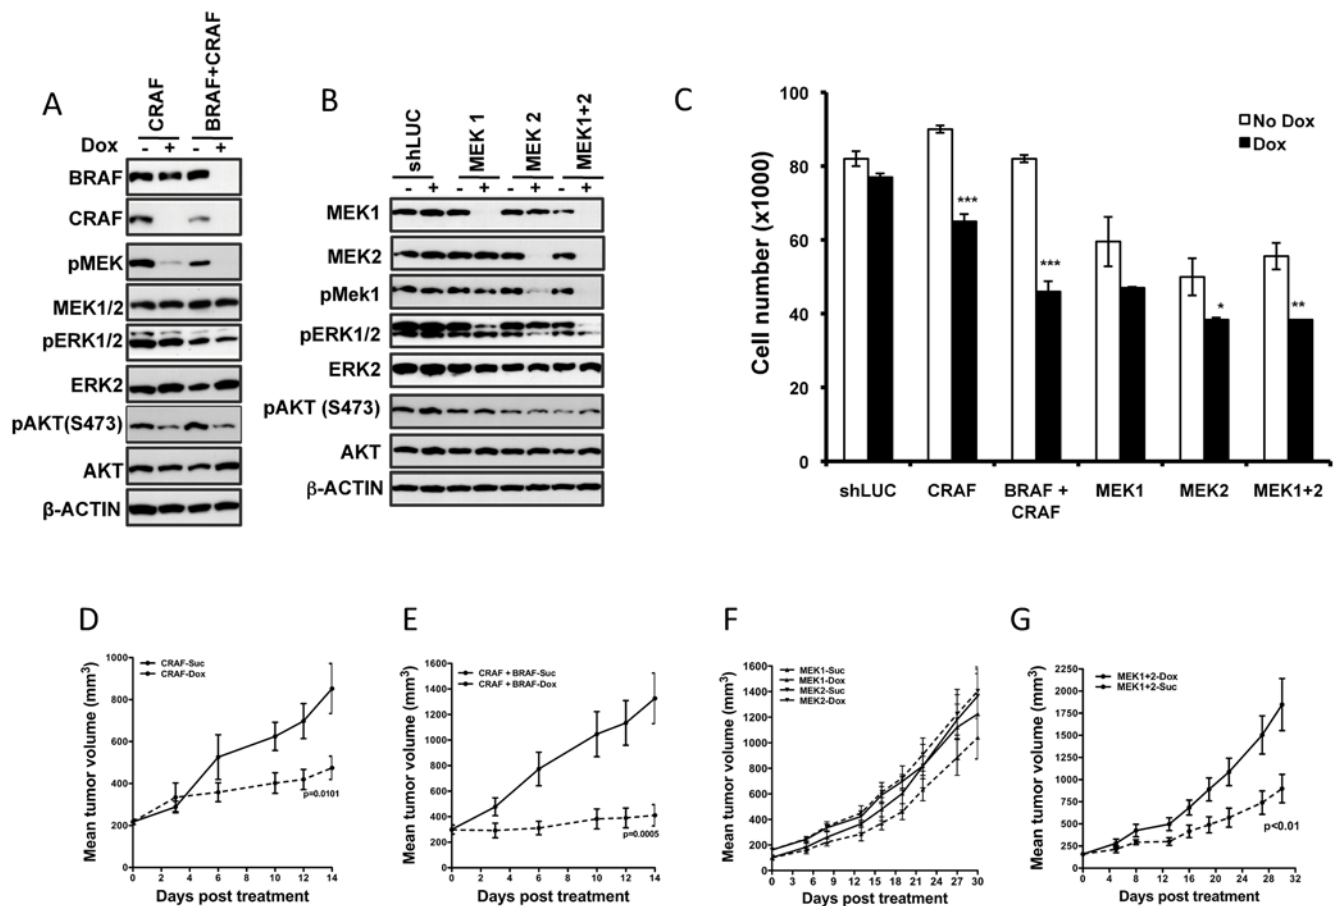 A
CRAF
BRAF+CRAF
Dox - + - +
BRAF
CRAF
pMEK
MEK1/2
pERK1/2
ERK2
pAKT(S473)
AKT
β-ACTIN
B
shLUC
MEK 1
MEK 2
MEK1+2
- + - + - + - +
MEK1
MEK2
pMek1
pERK1/2
ERK2
pAKT (S473)
AKT
β-ACTIN
C
Cell number (x1000)
100
80
60
40
20
0
No Dox
Dox
***
***
*
**
shLUC CRAF BRAF + MEK1 MEK2 MEK1+2
CRAF
D
Mean tumor volume (mm³)
1000
800
600
400
200
0
CRAF-Suc
CRAF-Dox
p=0.0101
0 2 4 6 8 10 12 14
Days post treatment
E
Mean tumor volume (mm³)
1600
1400
1200
1000
800
600
400
200
0
CRAF + BRAF-Suc
CRAF + BRAF-Dox
p=0.0005
0 2 4 6 8 10 12 14
Days post treatment
F
Mean tumor volume (mm³)
1600
1400
1200
1000
800
600
400
200
0
MEK1-Suc
MEK1-Dox
MEK2-Suc
MEK2-Dox
0 3 5 9 13 15 19 21 24 27 30
Days post treatment
G
Mean tumor volume (mm³)
2250
2000
1750
1500
1250
1000
750
500
250
0
MEK1+2-Dox
MEK1+2-Suc
p<0.01
0 4 8 12 16 20 24 28 32
Days post treatment